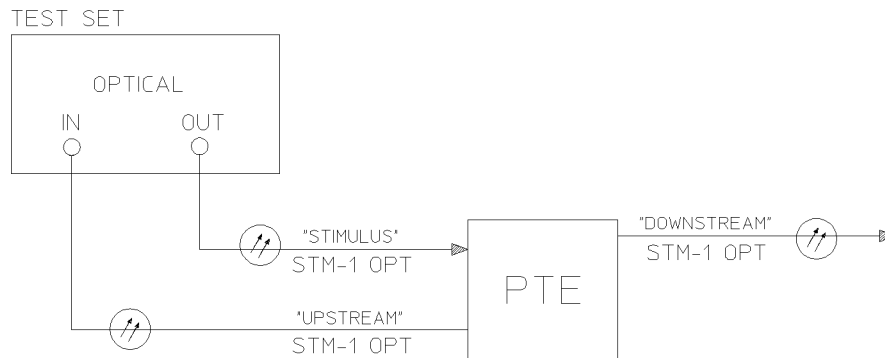 TEST SET
OPTICAL
IN OUT
"STIMULUS"
STM-1 OPT
"DOWNSTREAM"
STM-1 OPT
PTE
"UPSTREAM"
STM-1 OPT